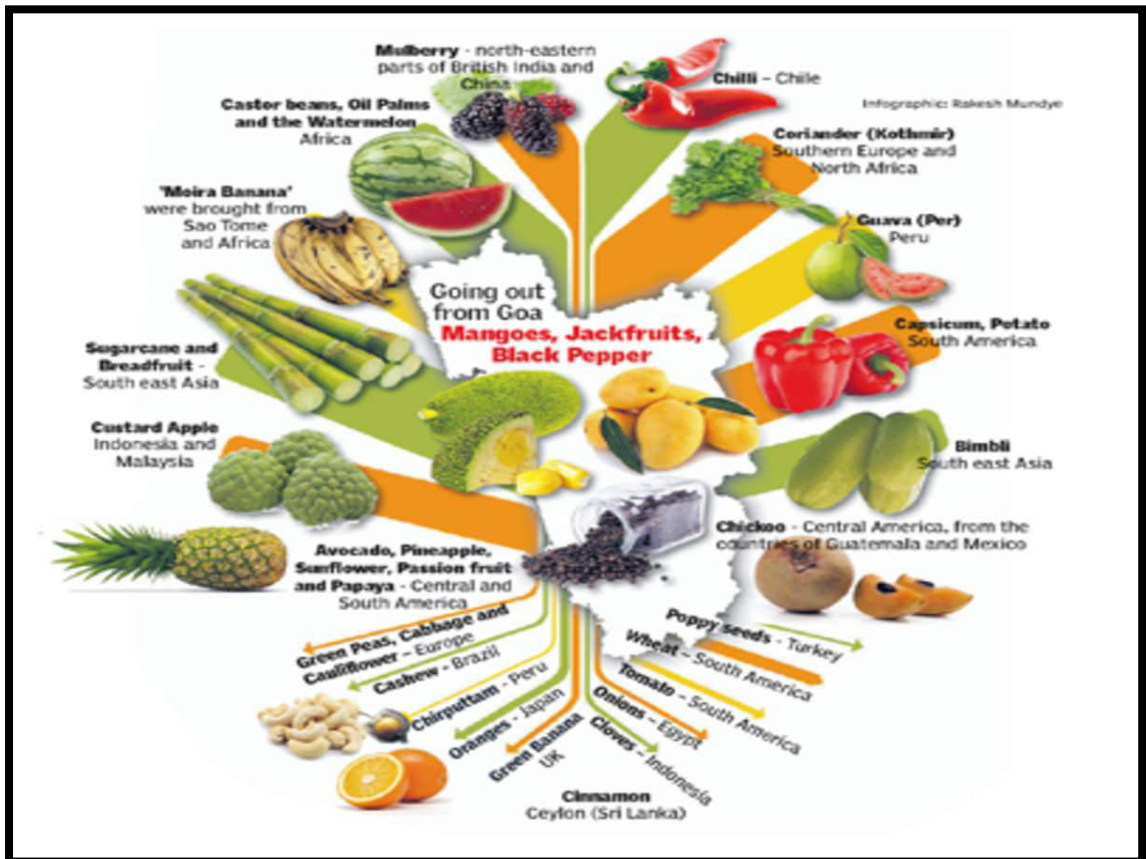 Mulberry - north-eastern
parts of British India and
China
Chilli - Chile
Infographic: Rakesh Mundye
Castor beans, Oil Palms
and the Watermelon
Africa
Coriander (Kothmir)
Southern Europe and
North Africa
'Moira Banana'
were brought from
Sao Tome
and Africa
Guava (Per)
Peru
Going out
from Goa
Mangoes, Jackfruits,
Black Pepper
Capsicum, Potato
South America
Sugarcane and
Breadfruit -
South east Asia
Custard Apple
Indonesia and
Malaysia
Bimbli
South east Asia
Chickoo - Central America, from the
countries of Guatemala and Mexico
Avocado, Pineapple,
Sunflower, Passion fruit
and Papaya - Central and
South America
Green Peas, Cabbage and
Cauliflower - Europe
Cashew - Brazil
Chirputtam - Peru
Oranges - Japan
Green Banana
UK
Cloves - Indonesia
Onions - Egypt
Tomato - South America
Wheat - South America
Poppy seeds - Turkey
Cinnamon
Ceylon (Sri Lanka)